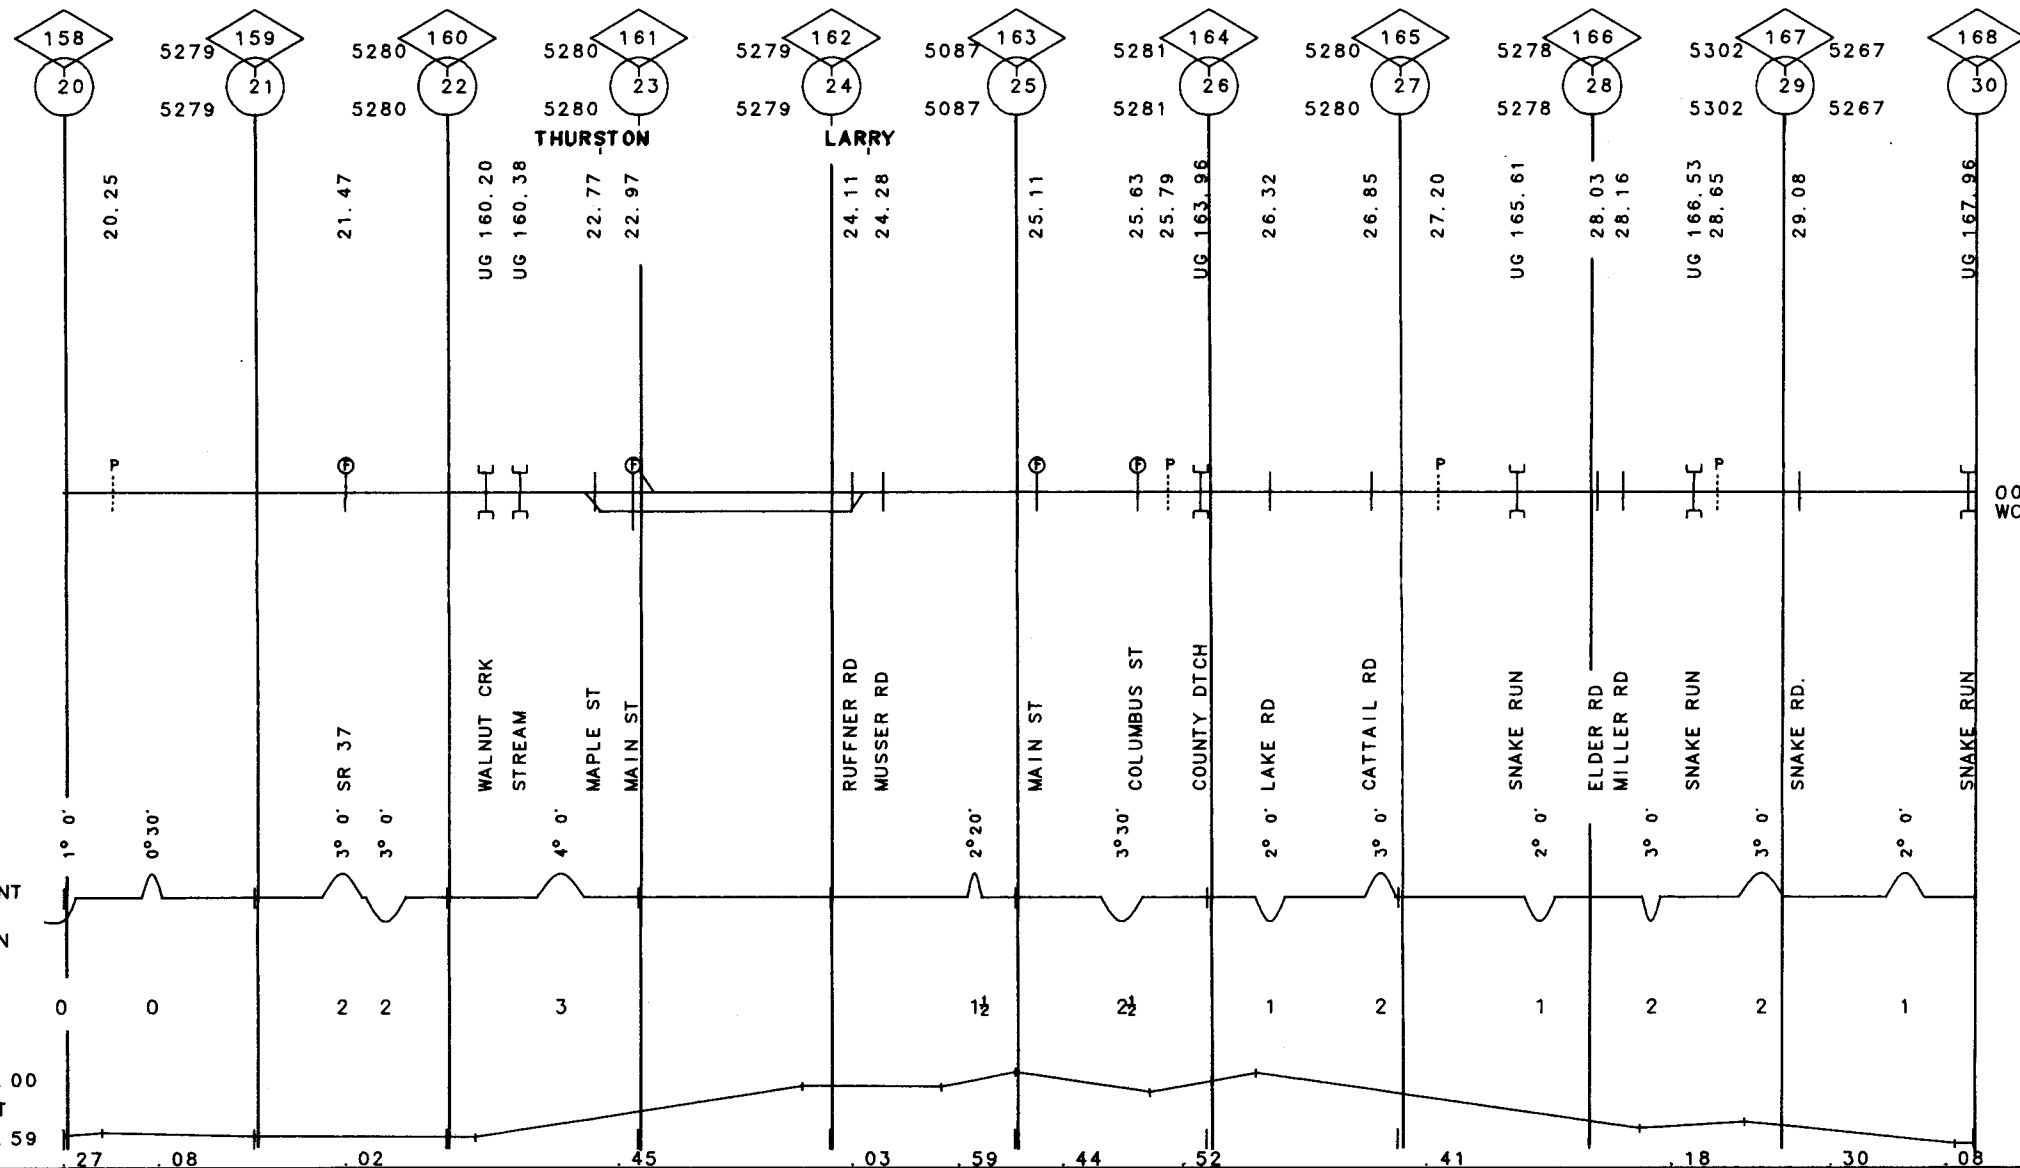 158 159 160 161 162 163 164 165 166 167 168
5279 5280 5280 5279 5087 5281 5280 5278 5302 5267
20 21 22 23 24 25 26 27 28 29 30
5279 5280 5280 5279 5087 5281 5280 5278 5302 5267
THURSTON LARRY
20.25
21.47
UG 160.20
UG 160.38
22.77
22.97
24.11
24.28
25.11
25.63
25.79
UG 163.96
26.32
26.85
27.20
UG 165.61
28.03
28.16
UG 166.53
28.65
29.08
UG 167.96
P F F F F P P P
00
WC
SR 37
WALNUT CRK
STREAM
MAPLE ST
MAIN ST
RUFFNER RD
MUSSER RD
MAIN ST
COLUMBUS ST
COUNTY DTCH
LAKE RD
CATTAIL RD
SNAKE RUN
ELDER RD
MILLER RD
SNAKE RUN
SNAKE RD.
SNAKE RUN
1° 0' 0°30' 3° 0' 3° 0' 4° 0' 2°20' 3°30' 2° 0' 3° 0' 2° 0' 3° 0' 3° 0' 2° 0'
NT
N
0 0 2 2 3 1½ 2½ 1 2 1 2 2 1
.00
T
.59
.27 .08 .02 .45 .03 .59 .44 .52 .41 .18 .30 .08